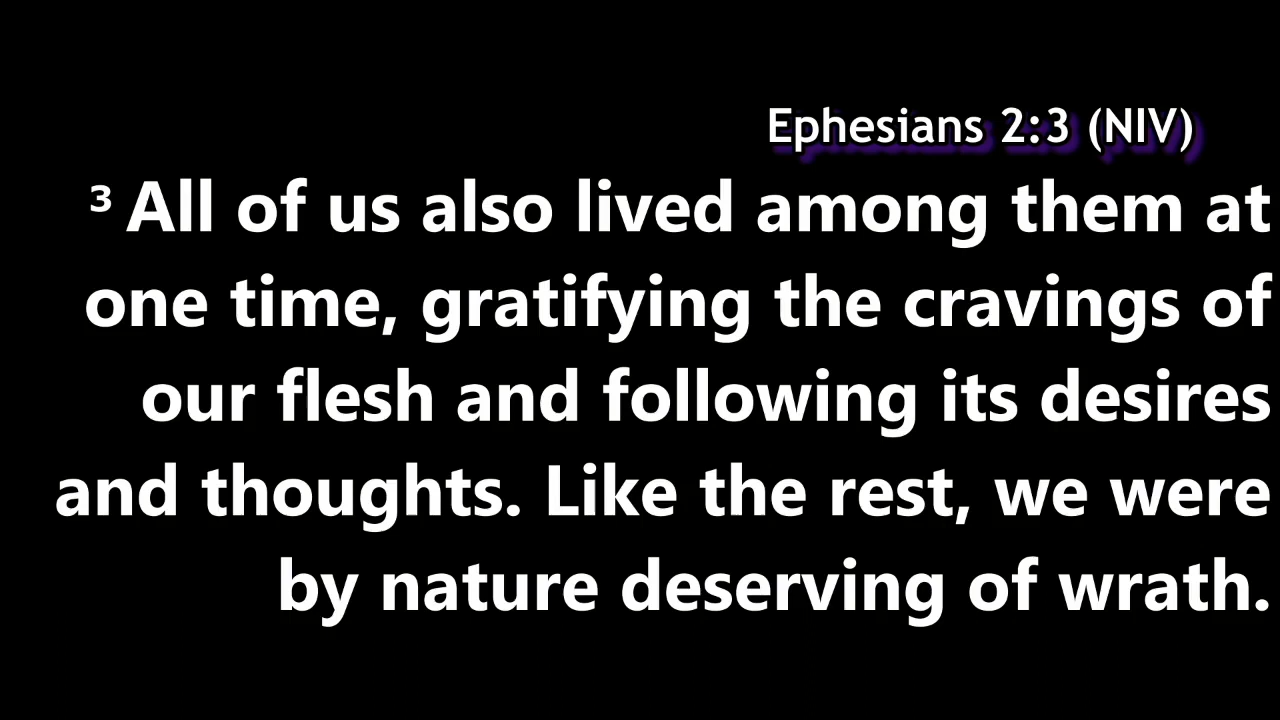 Ephesians 2:3 (NIV)
³ All of us also lived among them at
one time, gratifying the cravings of
our flesh and following its desires
and thoughts. Like the rest, we were
by nature deserving of wrath.